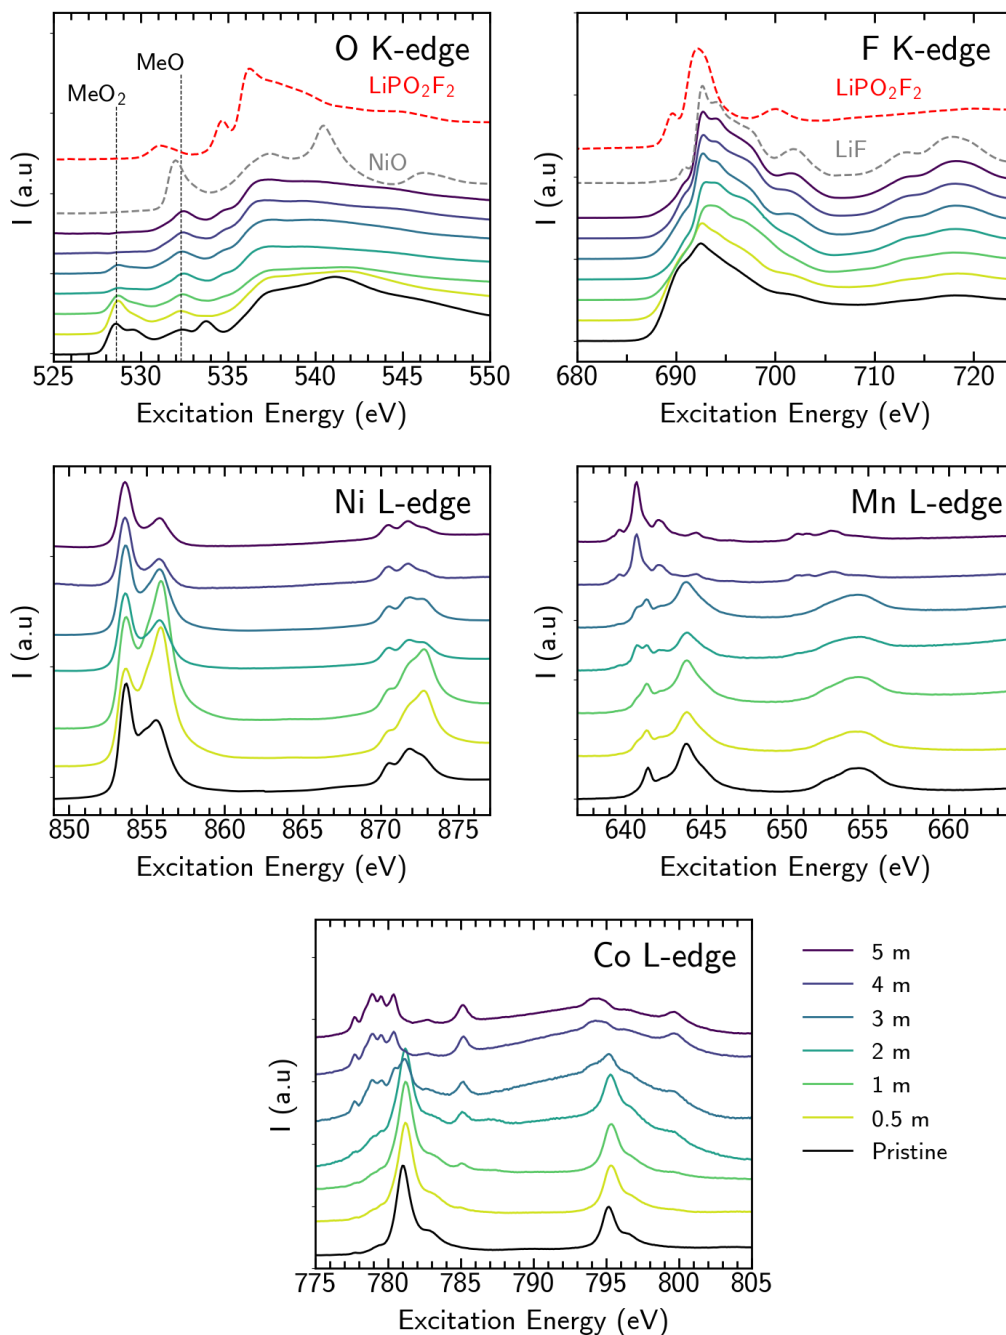 O K-edge
MeO
MeO₂
LiPO₂F₂
NiO
I (a.u)
525 530 535 540 545 550
Excitation Energy (eV)
F K-edge
LiPO₂F₂
LiF
I (a.u)
680 690 700 710 720
Excitation Energy (eV)
Ni L-edge
I (a.u)
850 855 860 865 870 875
Excitation Energy (eV)
Mn L-edge
I (a.u)
640 645 650 655 660
Excitation Energy (eV)
Co L-edge
I (a.u)
775 780 785 790 795 800 805
Excitation Energy (eV)
5 m
4 m
3 m
2 m
1 m
0.5 m
Pristine